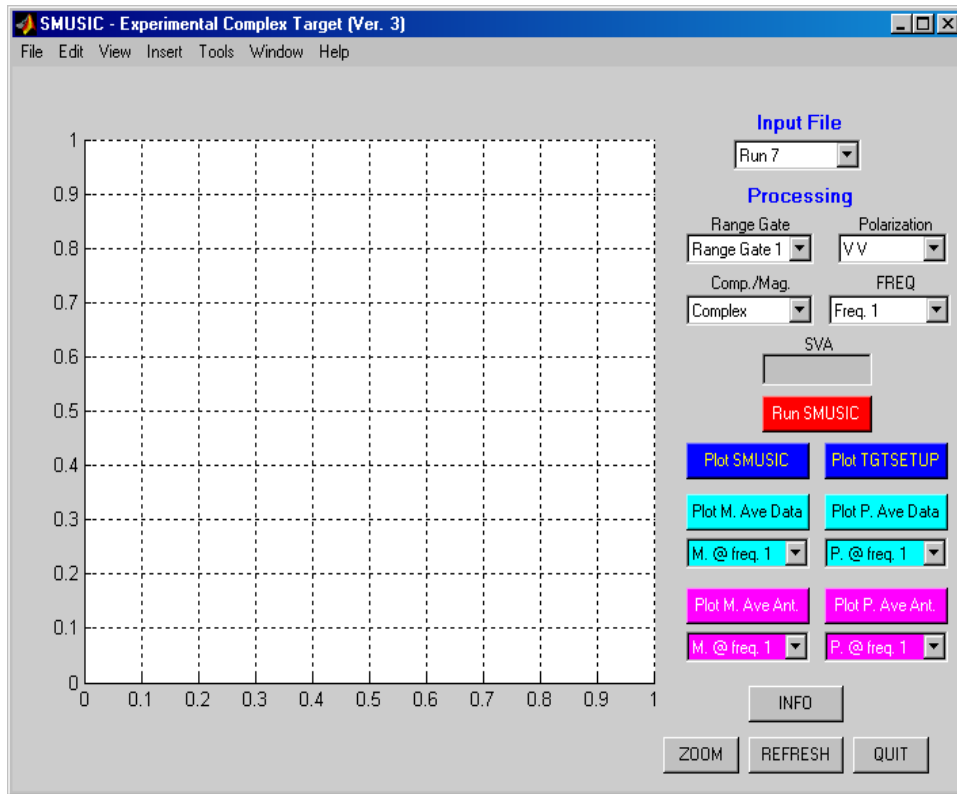 SMUSIC - Experimental Complex Target (Ver. 3)
File Edit View Insert Tools Window Help
Input File
Run 7
Processing
Range Gate Polarization
Range Gate 1 V V
Comp./Mag. FREQ
Complex Freq. 1
SVA
Run SMUSIC
Plot SMUSIC Plot TGTSETUP
Plot M. Ave Data Plot P. Ave Data
M. @ freq. 1 P. @ freq. 1
Plot M. Ave Ant. Plot P. Ave Ant.
M. @ freq. 1 P. @ freq. 1
INFO
ZOOM REFRESH QUIT
1
0.9
0.8
0.7
0.6
0.5
0.4
0.3
0.2
0.1
0
0 0.1 0.2 0.3 0.4 0.5 0.6 0.7 0.8 0.9 1